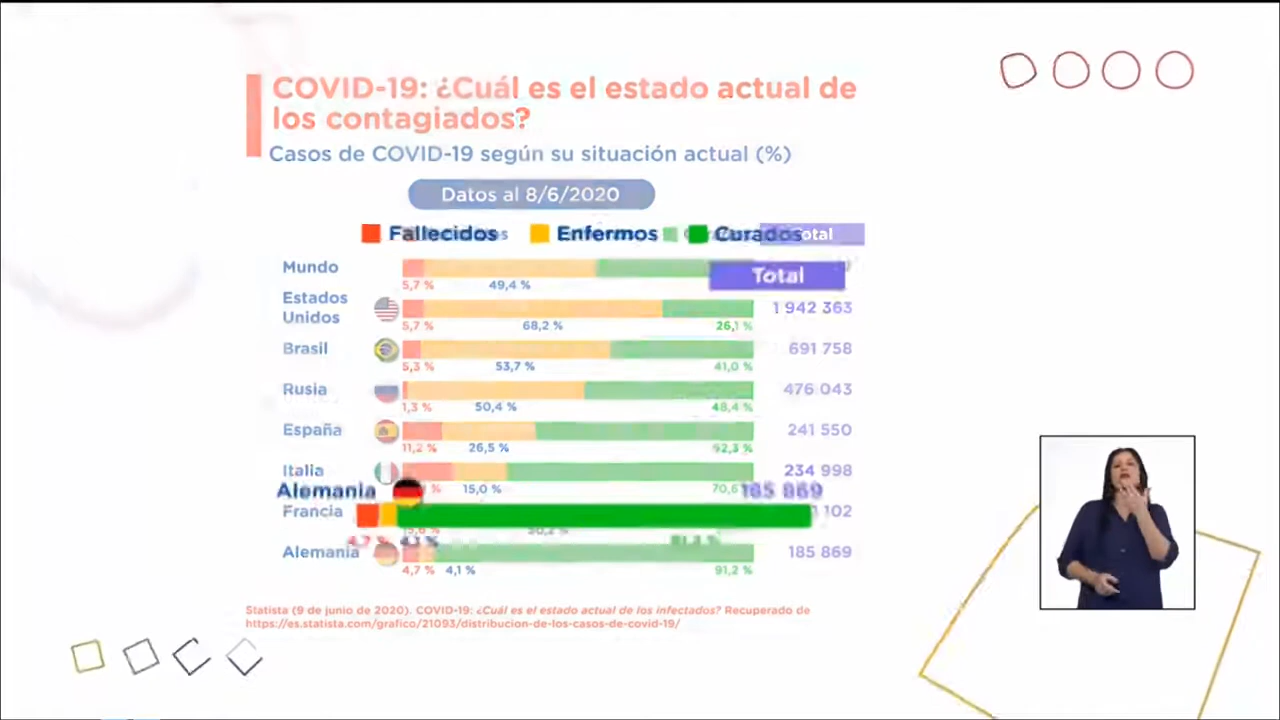 COVID-19: ¿Cuál es el estado actual de
los contagiados?
Casos de COVID-19 según su situación actual (%)
Datos al 8/6/2020
Fallecidos Enfermos Curados Total
Mundo
5,7 % 49,4 %
Total
Estados
Unidos 1 942 363
5,7 % 68,2 % 26,1 %
Brasil 691 758
5,3 % 53,7 % 41,0 %
Rusia 476 043
1,3 % 50,4 % 48,4 %
España 241 550
11,2 % 26,5 % 62,3 %
Italia 234 998
15,0 %
Alemania 185 869
Francia
4,7 % 4,1 %
Alemania 185 869
4,7 % 4,1 % 91,2 %
Statista (9 de junio de 2020). COVID-19: ¿Cuál es el estado actual de los infectados? Recuperado de
https://es.statista.com/grafico/21093/distribucion-de-los-casos-de-covid-19/